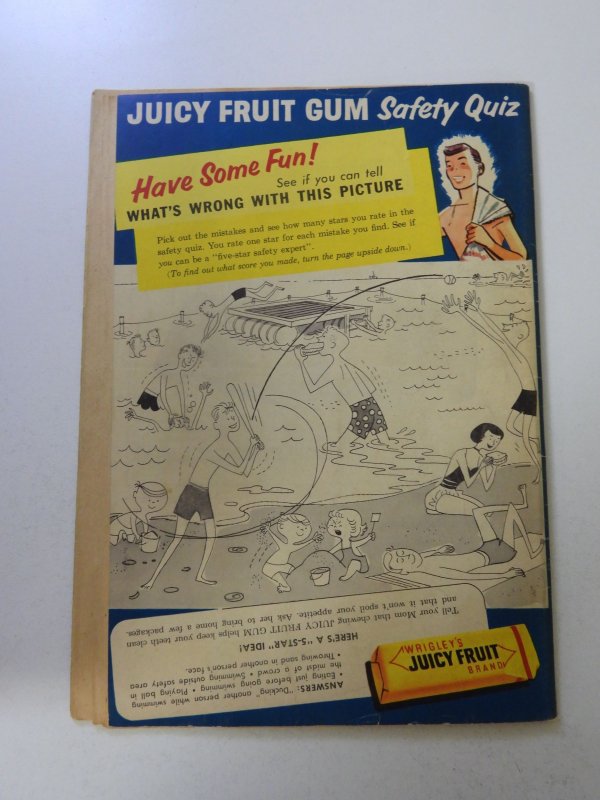 JUICY FRUIT GUM Safety Quiz
Have Some Fun!
See if you can tell
WHAT'S WRONG WITH THIS PICTURE
Pick out the mistakes and see how many stars you rate in the
safety quiz. You rate one star for each mistake you find. See if
you can be a "five-star safety expert".
(To find out what score you made, turn the page upside down.)
WRIGLEY'S
JUICY FRUIT
BRAND
ANSWERS: "Ducking" another person while swimming
• Eating just before going swimming • Playing ball in
the midst of a crowd • Swimming outside safety area
• Throwing sand in another person's face.
HERE'S A "5-STAR" IDEA!
Tell your Mom that chewing JUICY FRUIT GUM helps keep your teeth clean
and that it won't spoil your appetite. Ask her to bring home a few packages.